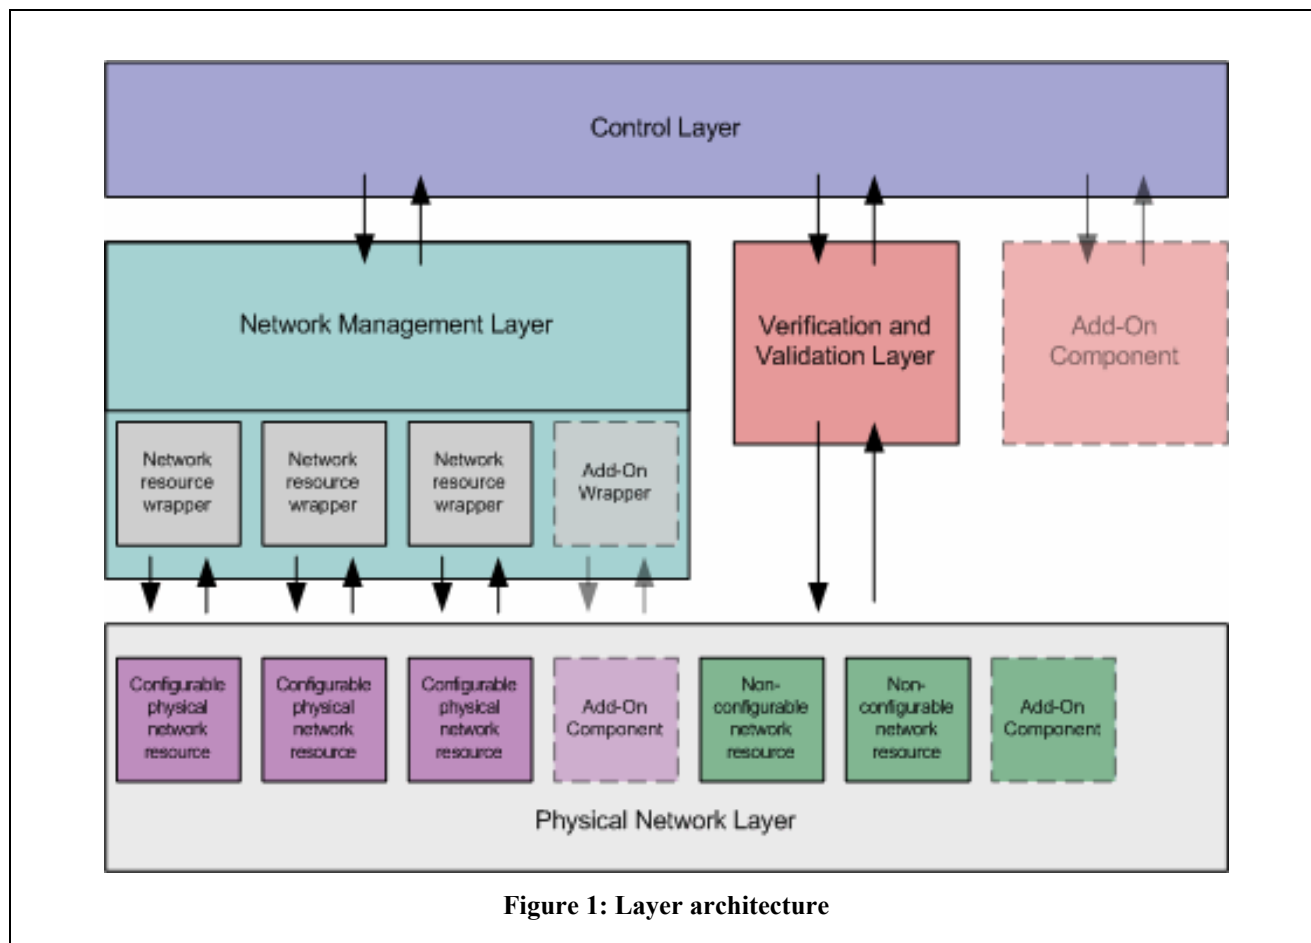 Control Layer
Network Management Layer
Verification and
Validation Layer
Add-On
Component
Network
resource
wrapper
Network
resource
wrapper
Network
resource
wrapper
Add-On
Wrapper
Configurable
physical
network
resource
Configurable
physical
network
resource
Configurable
physical
network
resource
Add-On
Component
Non-
configurable
network
resource
Non-
configurable
network
resource
Add-On
Component
Physical Network Layer
Figure 1: Layer architecture